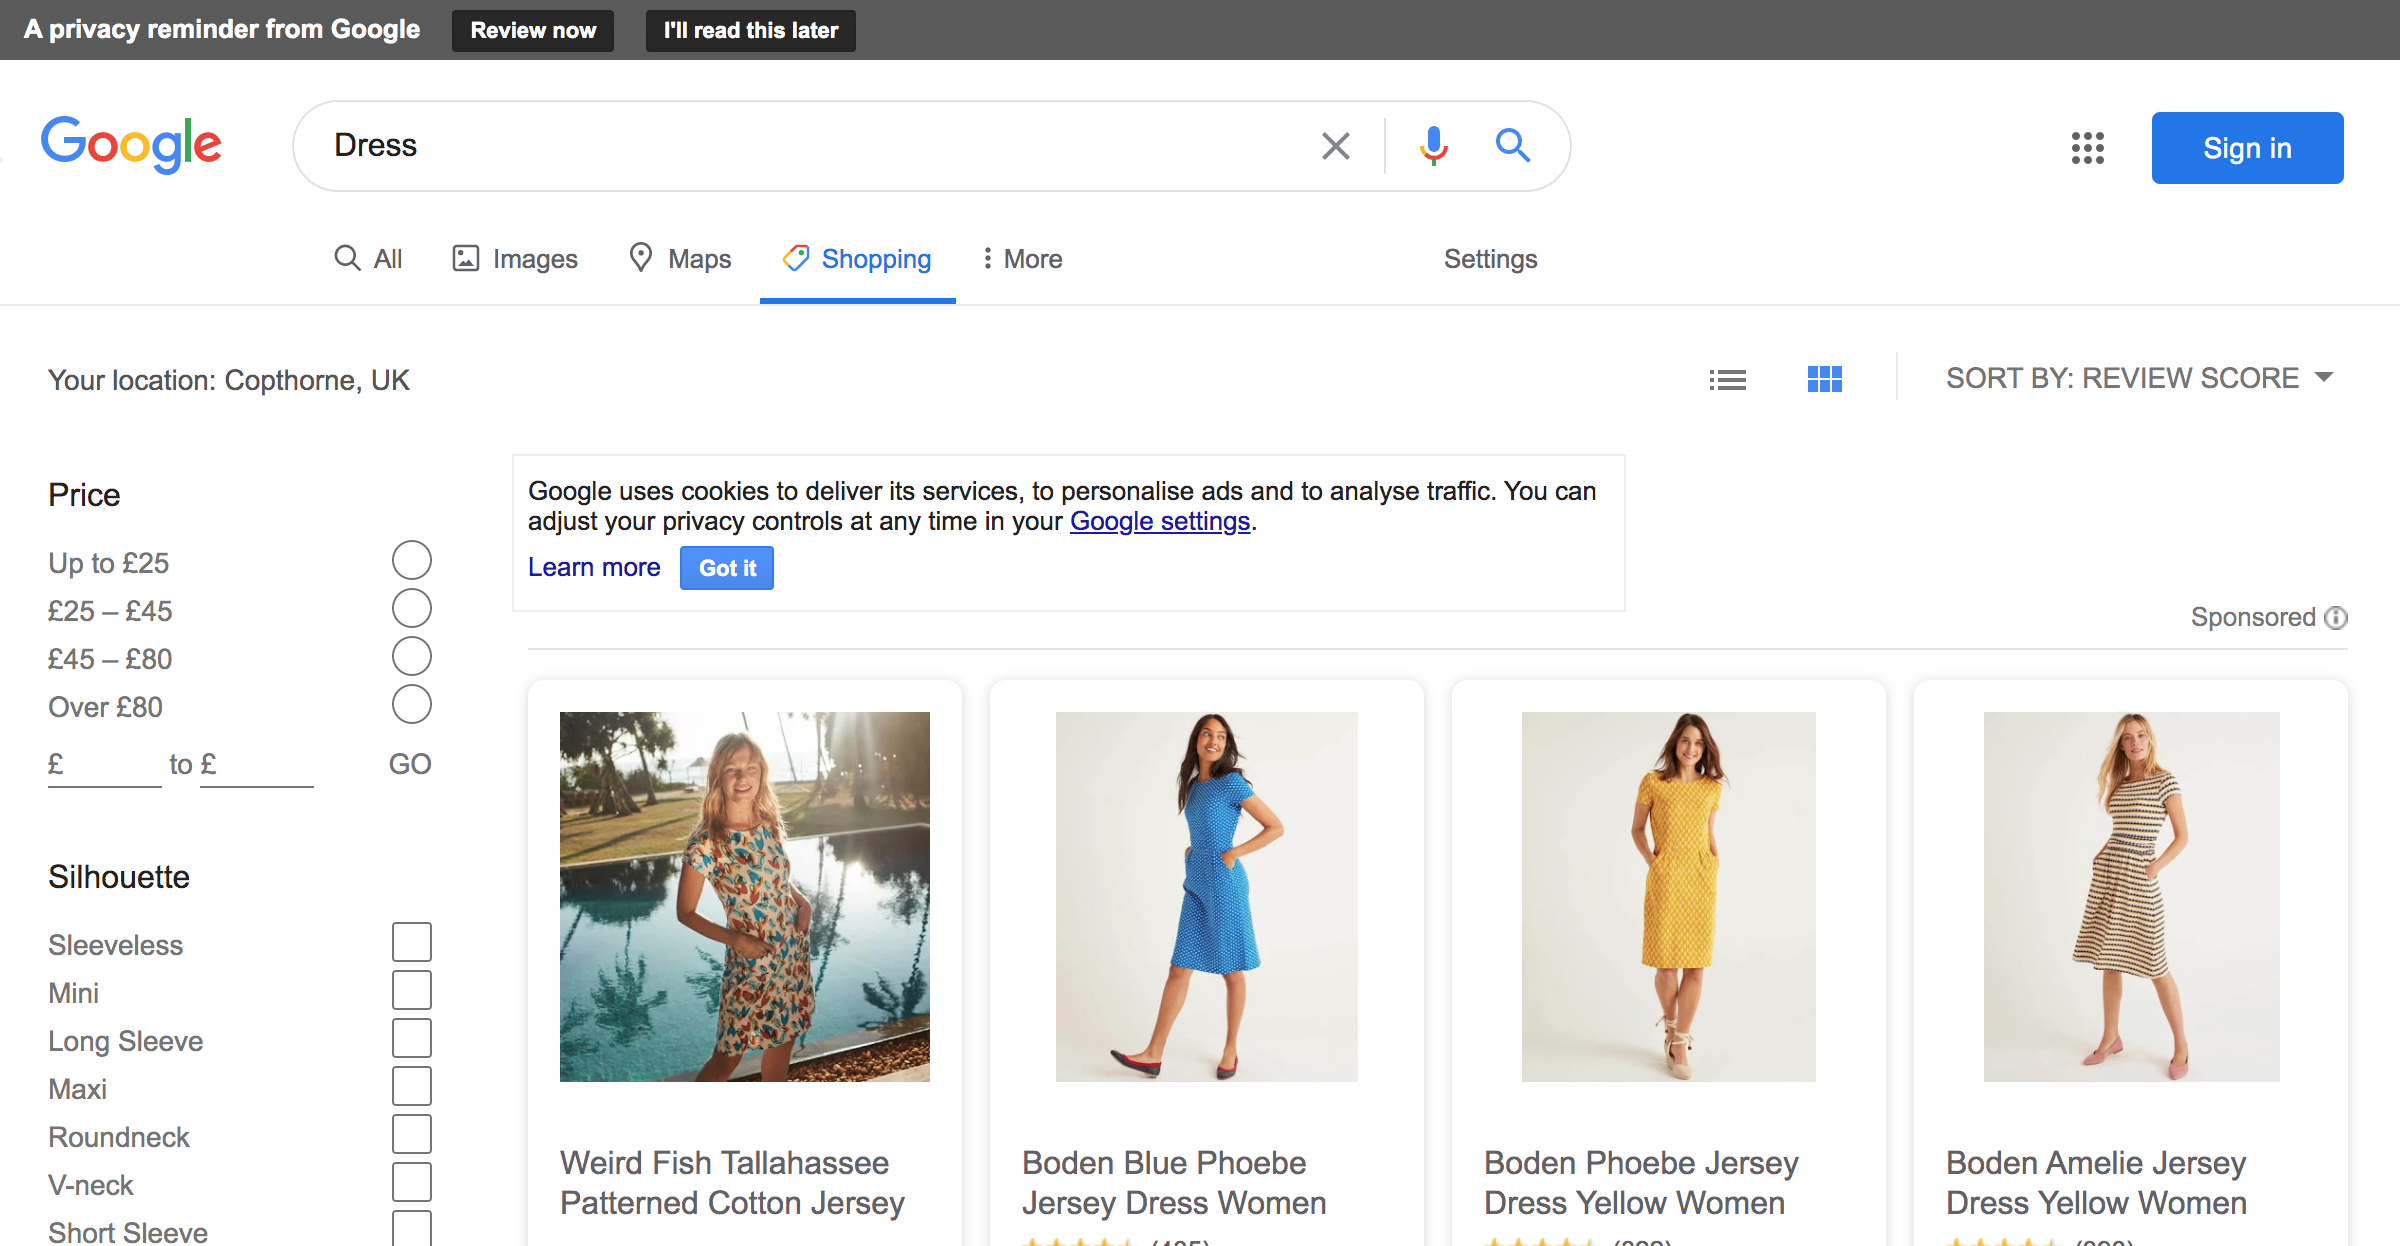 A privacy reminder from Google Review now I'll read this later
Google Dress Sign in
All Images Maps Shopping More Settings
Your location: Copthorne, UK SORT BY: REVIEW SCORE
Price
Up to £25
£25 – £45
£45 – £80
Over £80
£ to £ GO
Silhouette
Sleeveless
Mini
Long Sleeve
Maxi
Roundneck
V-neck
Short Sleeve
Google uses cookies to deliver its services, to personalise ads and to analyse traffic. You can
adjust your privacy controls at any time in your Google settings.
Learn more Got it
Sponsored
Weird Fish Tallahassee
Patterned Cotton Jersey
Boden Blue Phoebe
Jersey Dress Women
Boden Phoebe Jersey
Dress Yellow Women
Boden Amelie Jersey
Dress Yellow Women